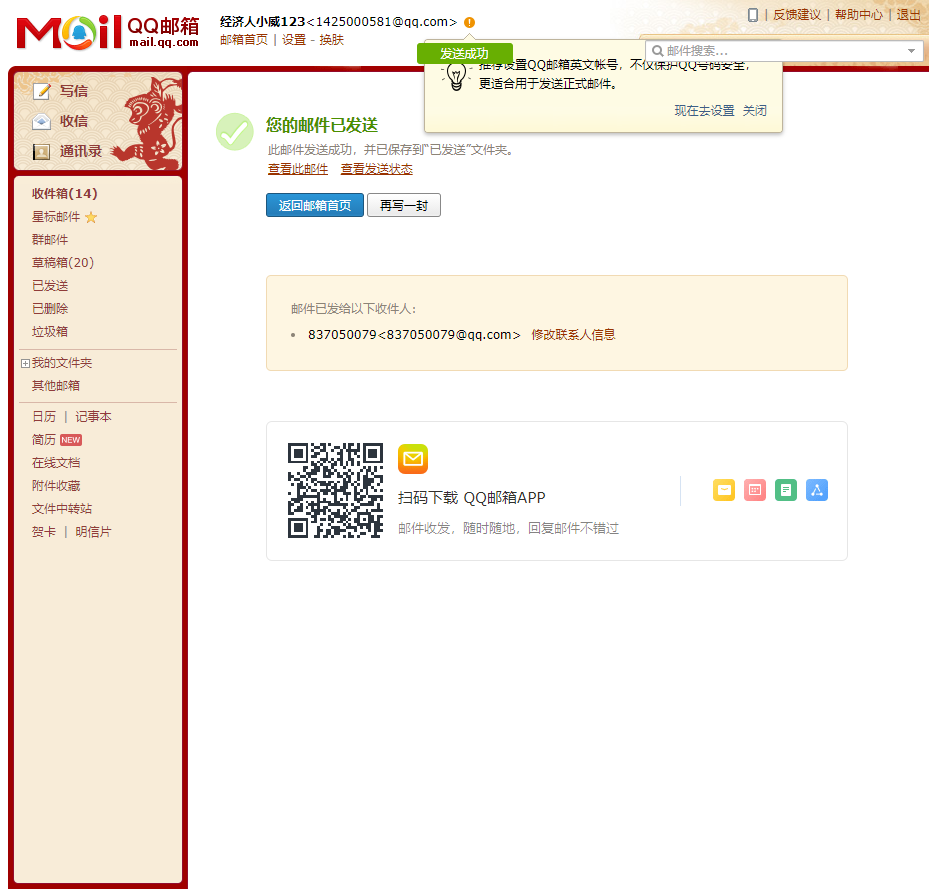 MOil QQ邮箱
mail.qq.com
经济人小威123<1425000581@qq.com>
邮箱首页 | 设置 - 换肤
| 反馈建议 | 帮助中心 | 退出
邮件搜索...
发送成功
推荐设置QQ邮箱英文帐号，不仅保护QQ号码安全，
更适合用于发送正式邮件。
现在去设置 关闭
写信
收信
通讯录
收件箱(14)
星标邮件
群邮件
草稿箱(20)
已发送
已删除
垃圾箱
我的文件夹
其他邮箱
日历 | 记事本
简历 NEW
在线文档
附件收藏
文件中转站
贺卡 | 明信片
您的邮件已发送
此邮件发送成功，并已保存到“已发送”文件夹。
查看此邮件 查看发送状态
返回邮箱首页 再写一封
邮件已发给以下收件人：
• 837050079<837050079@qq.com> 修改联系人信息
扫码下载 QQ邮箱APP
邮件收发，随时随地，回复邮件不错过